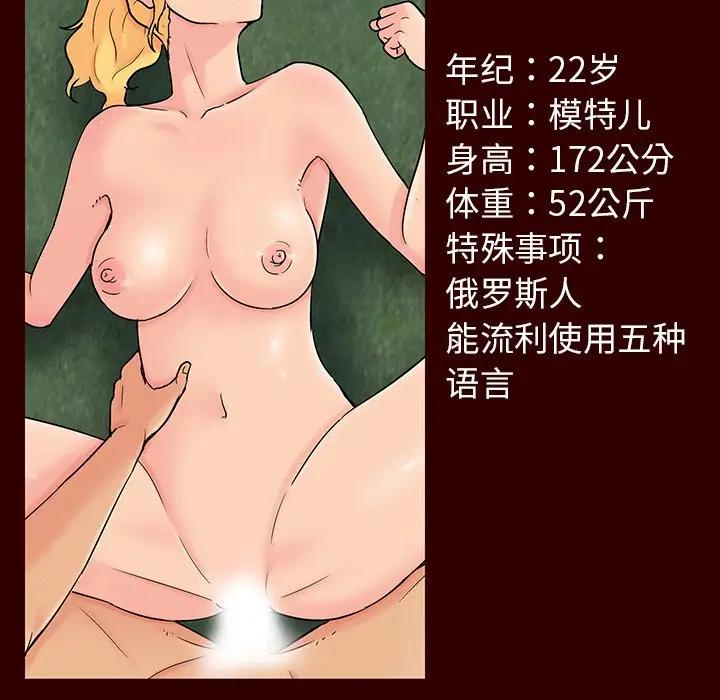 年纪：22岁
职业：模特儿
身高：172公分
体重：52公斤
特殊事项：
俄罗斯人
能流利使用五种
语言